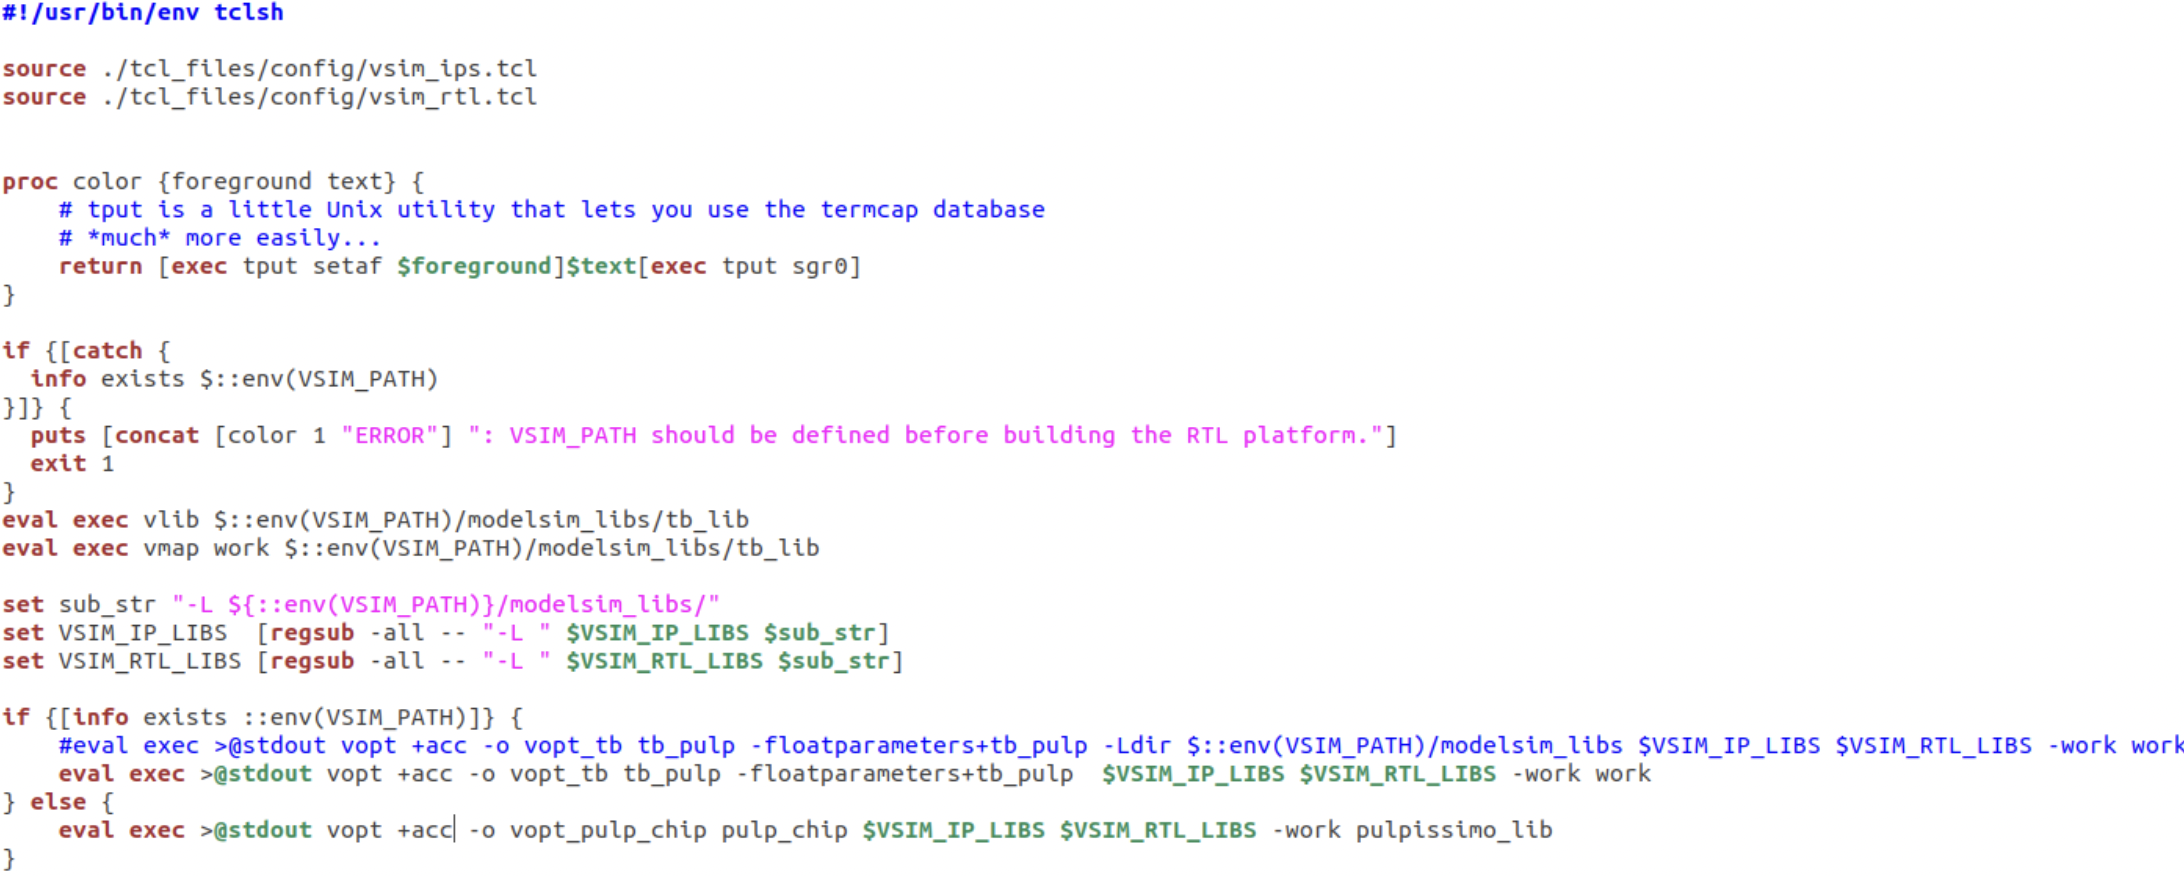 #!/usr/bin/env tclsh

source ./tcl_files/config/vsim_ips.tcl
source ./tcl_files/config/vsim_rtl.tcl


proc color {foreground text} {
    # tput is a little Unix utility that lets you use the termcap database
    # *much* more easily...
    return [exec tput setaf $foreground]$text[exec tput sgr0]
}

if {[catch {
  info exists $::env(VSIM_PATH)
}]} {
  puts [concat [color 1 "ERROR"] ": VSIM_PATH should be defined before building the RTL platform."]
  exit 1
}
eval exec vlib $::env(VSIM_PATH)/modelsim_libs/tb_lib
eval exec vmap work $::env(VSIM_PATH)/modelsim_libs/tb_lib

set sub_str "-L ${::env(VSIM_PATH)}/modelsim_libs/"
set VSIM_IP_LIBS  [regsub -all -- "-L " $VSIM_IP_LIBS $sub_str]
set VSIM_RTL_LIBS [regsub -all -- "-L " $VSIM_RTL_LIBS $sub_str]

if {[info exists ::env(VSIM_PATH)]} {
    #eval exec >@stdout vopt +acc -o vopt_tb tb_pulp -floatparameters+tb_pulp -Ldir $::env(VSIM_PATH)/modelsim_libs $VSIM_IP_LIBS $VSIM_RTL_LIBS -work work
    eval exec >@stdout vopt +acc -o vopt_tb tb_pulp -floatparameters+tb_pulp  $VSIM_IP_LIBS $VSIM_RTL_LIBS -work work
} else {
    eval exec >@stdout vopt +acc -o vopt_pulp_chip pulp_chip $VSIM_IP_LIBS $VSIM_RTL_LIBS -work pulpissimo_lib
}